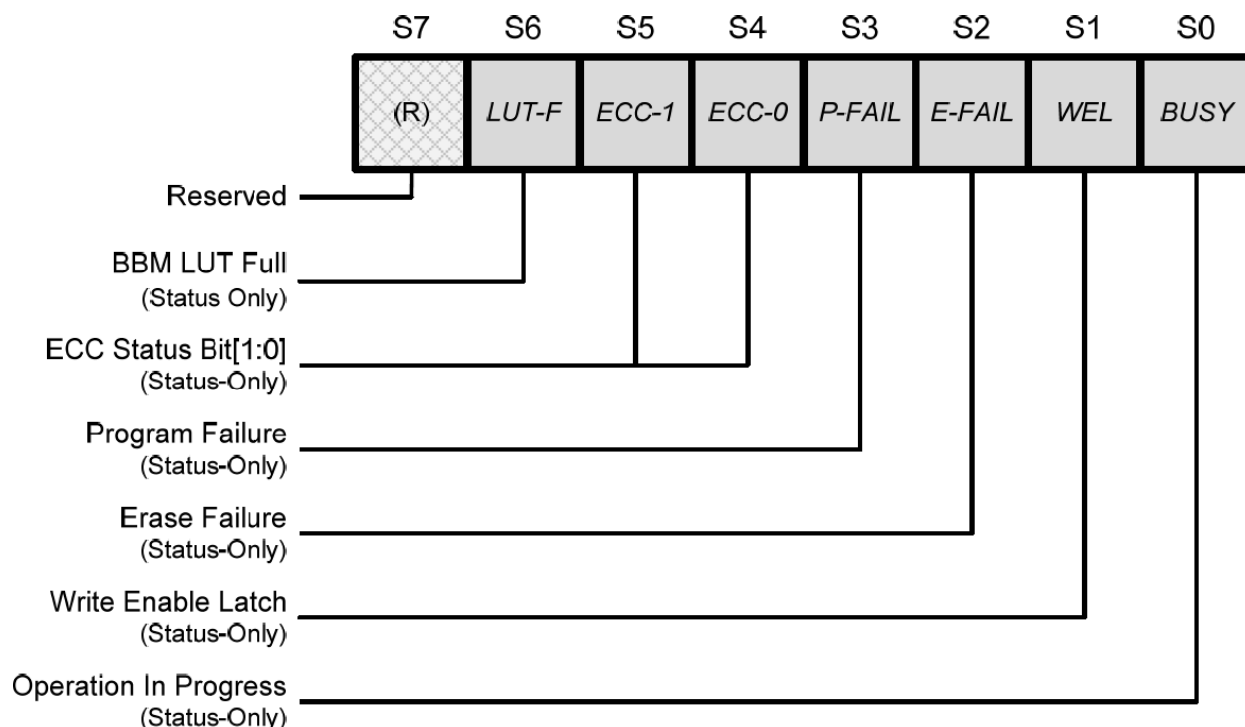 S7 S6 S5 S4 S3 S2 S1 S0
(R) LUT-F ECC-1 ECC-0 P-FAIL E-FAIL WEL BUSY
Reserved
BBM LUT Full
(Status Only)
ECC Status Bit[1:0]
(Status-Only)
Program Failure
(Status-Only)
Erase Failure
(Status-Only)
Write Enable Latch
(Status-Only)
Operation In Progress
(Status-Only)